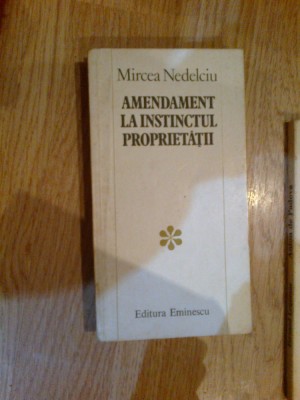 Mircea Nedelciu
AMENDAMENT
LA INSTINCTUL
PROPRIETĂȚII
Editura Eminescu